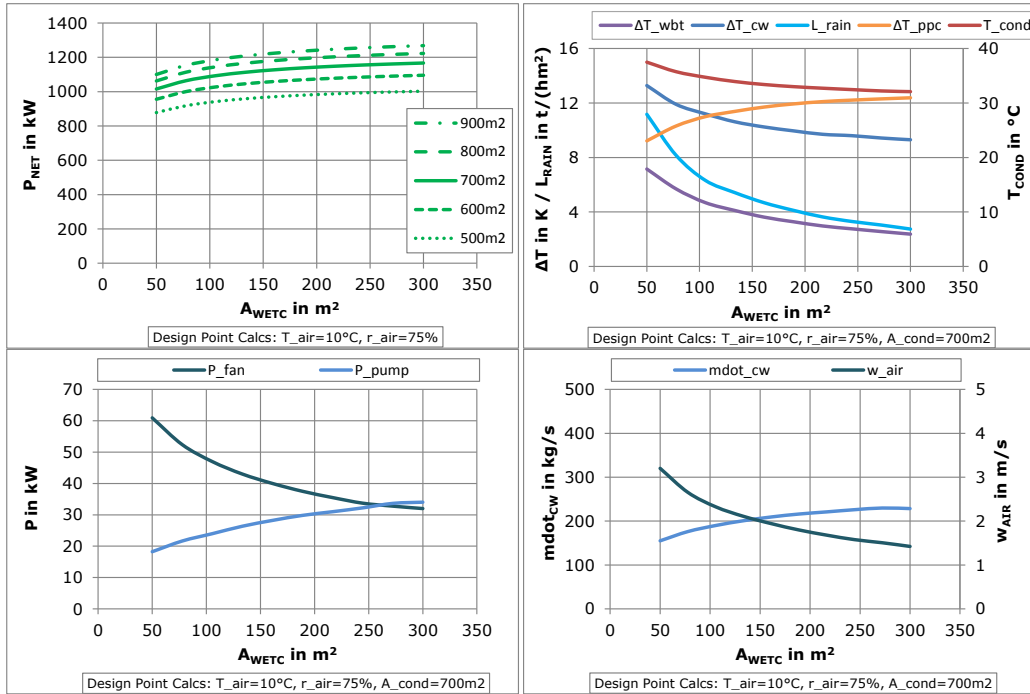 1400
1200
1000
800
600
400
200
0
P_NET in kW
900m2
800m2
700m2
600m2
500m2
0 50 100 150 200 250 300 350
A_WETC in m²
Design Point Calcs: T_air=10°C, r_air=75%
ΔT_wbt ΔT_cw L_rain ΔT_ppc T_cond
16
12
8
4
0
ΔT in K / L_RAIN in t/(hm²)
40
30
20
10
0
T_COND in °C
0 50 100 150 200 250 300 350
A_WETC in m²
Design Point Calcs: T_air=10°C, r_air=75%, A_cond=700m2
P_fan P_pump
70
60
50
40
30
20
10
0
P in kW
0 50 100 150 200 250 300 350
A_WETC in m²
Design Point Calcs: T_air=10°C, r_air=75%, A_cond=700m2
mdot_cw w_air
500
400
300
200
100
0
mdot_CW in kg/s
5
4
3
2
1
0
w_AIR in m/s
0 50 100 150 200 250 300 350
A_WETC in m²
Design Point Calcs: T_air=10°C, r_air=75%, A_cond=700m2